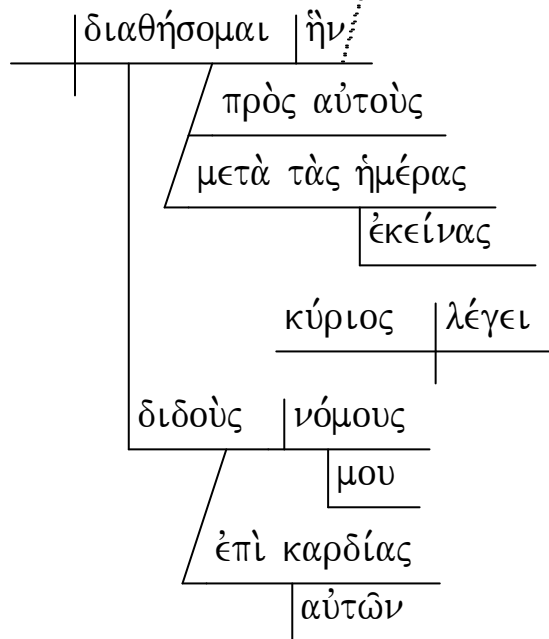 διαθήσομαι ἣν
πρὸς αὐτοὺς
μετὰ τὰς ἡμέρας
ἐκείνας
κύριος λέγει
διδοὺς νόμους
μου
ἐπὶ καρδίας
αὐτῶν